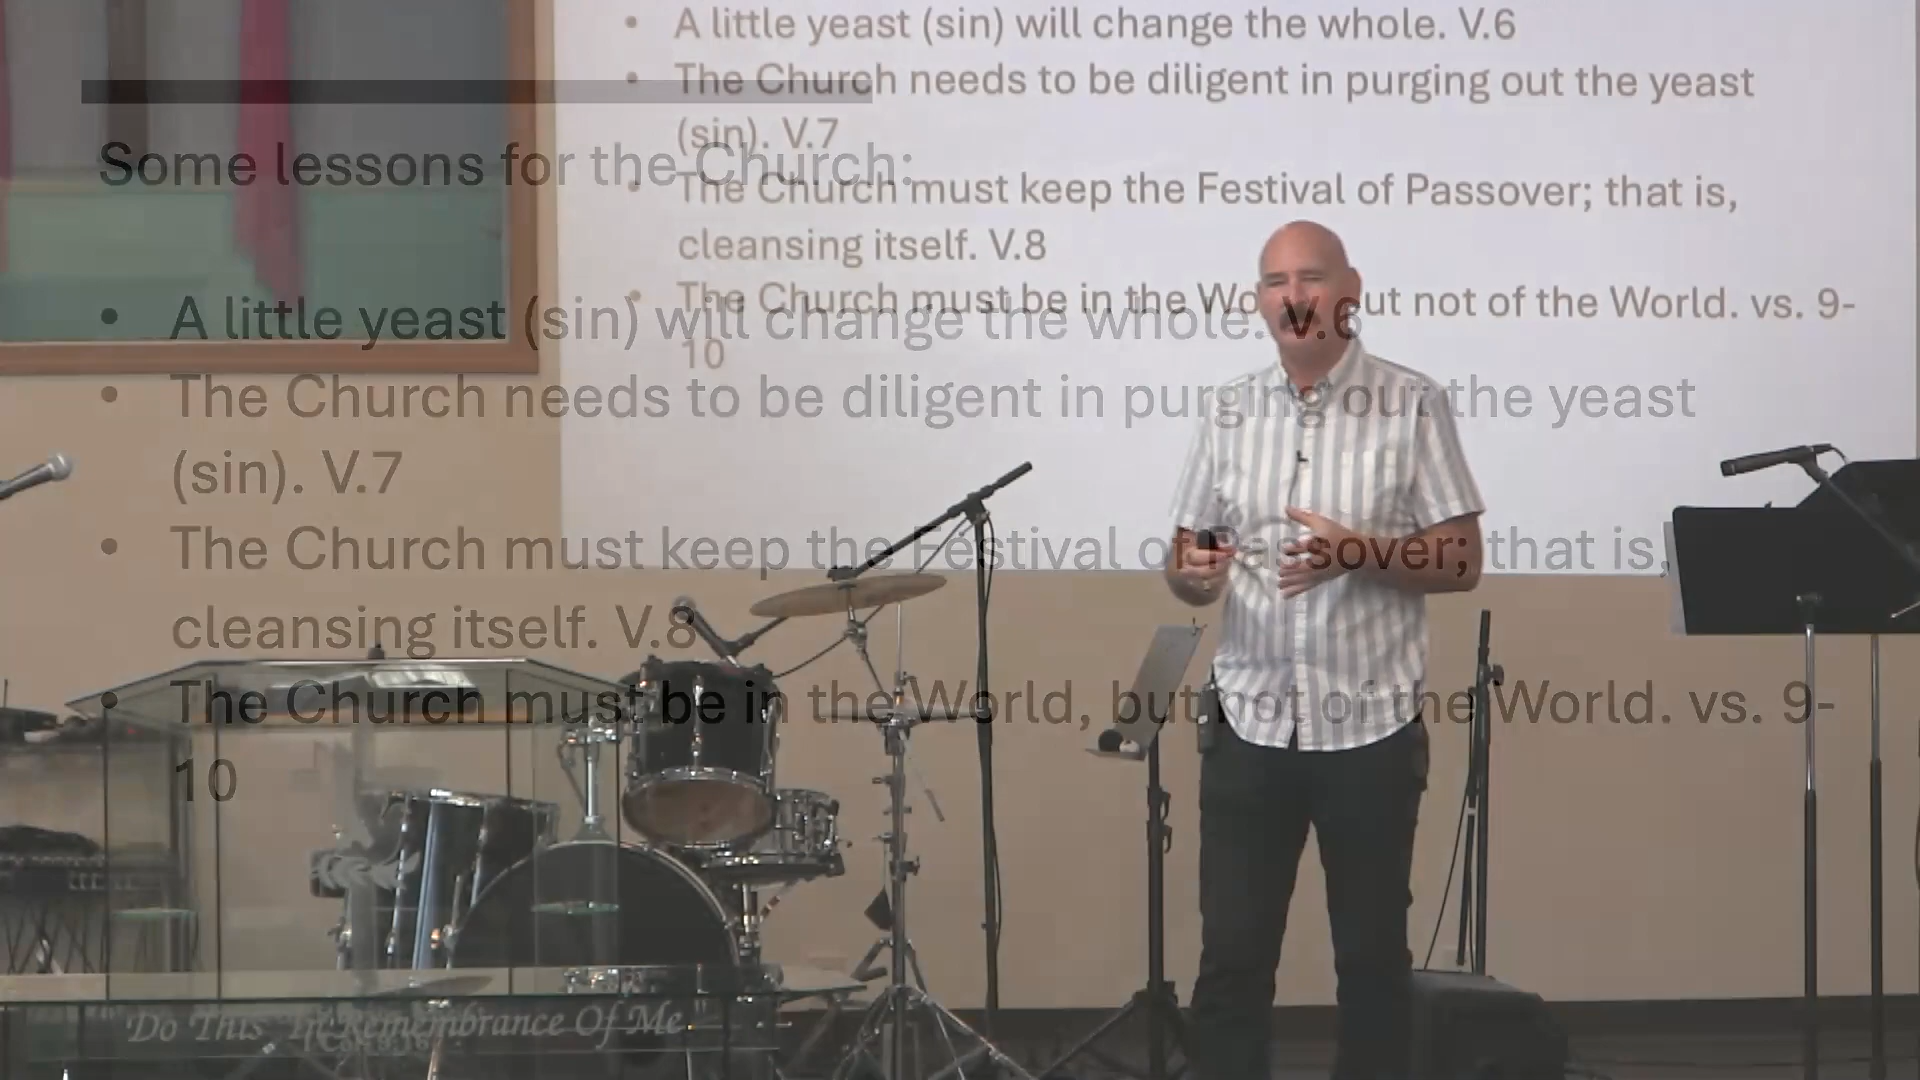 A little yeast (sin) will change the whole. V.6
The Church needs to be diligent in purging out the yeast
(sin). V.7
The Church must keep the Festival of Passover; that is,
cleansing itself. V.8
The Church must be in the Wo ut not of the World. vs. 9-
10
Some lessons for the Church:
• A little yeast (sin) will change the whole. V.6
• The Church needs to be diligent in purging out the yeast
(sin). V.7
• The Church must keep the Festival of Passover; that is,
cleansing itself. V.8
• The Church must be in the World, but not of the World. vs. 9-
10
"Do This In Remembrance Of Me"